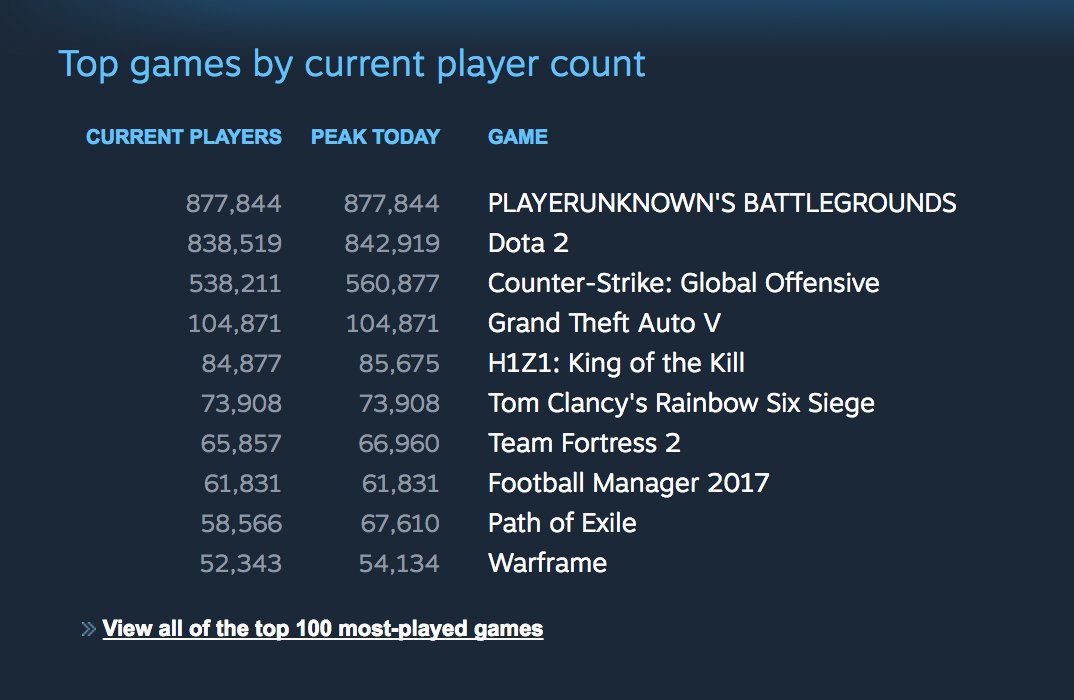 Top games by current player count
CURRENT PLAYERS PEAK TODAY GAME
877,844 877,844 PLAYERUNKNOWN'S BATTLEGROUNDS
838,519 842,919 Dota 2
538,211 560,877 Counter-Strike: Global Offensive
104,871 104,871 Grand Theft Auto V
84,877 85,675 H1Z1: King of the Kill
73,908 73,908 Tom Clancy's Rainbow Six Siege
65,857 66,960 Team Fortress 2
61,831 61,831 Football Manager 2017
58,566 67,610 Path of Exile
52,343 54,134 Warframe
» View all of the top 100 most-played games